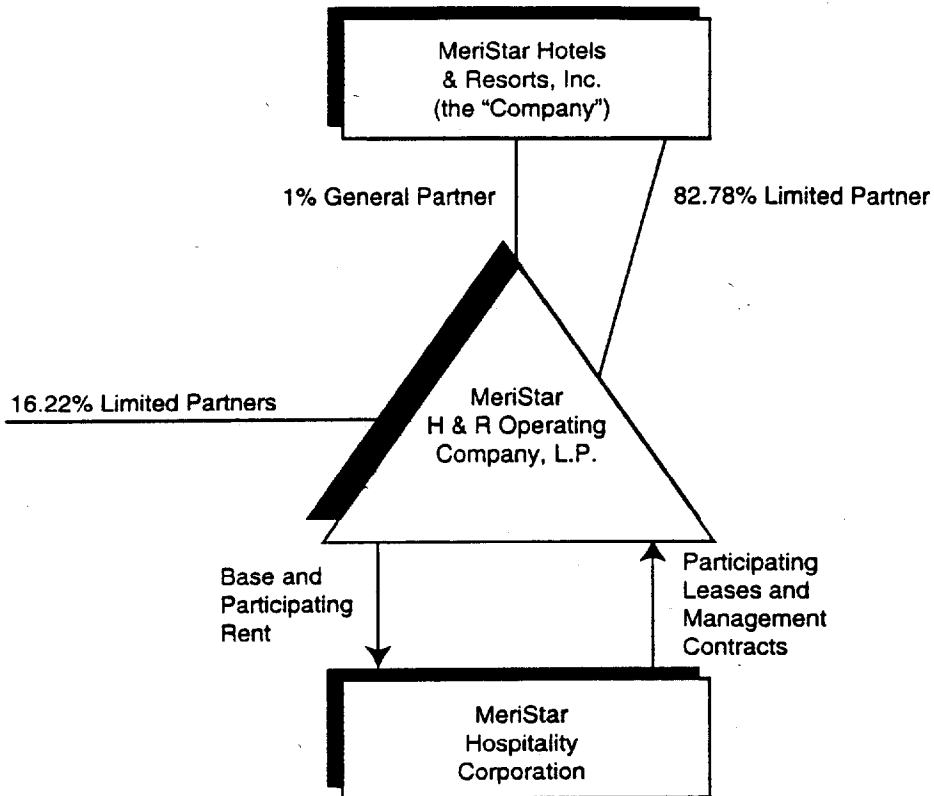 MeriStar Hotels
& Resorts, Inc.
(the "Company")
1% General Partner
82.78% Limited Partner
16.22% Limited Partners
MeriStar
H & R Operating
Company, L.P.
Base and
Participating
Rent
Participating
Leases and
Management
Contracts
MeriStar
Hospitality
Corporation